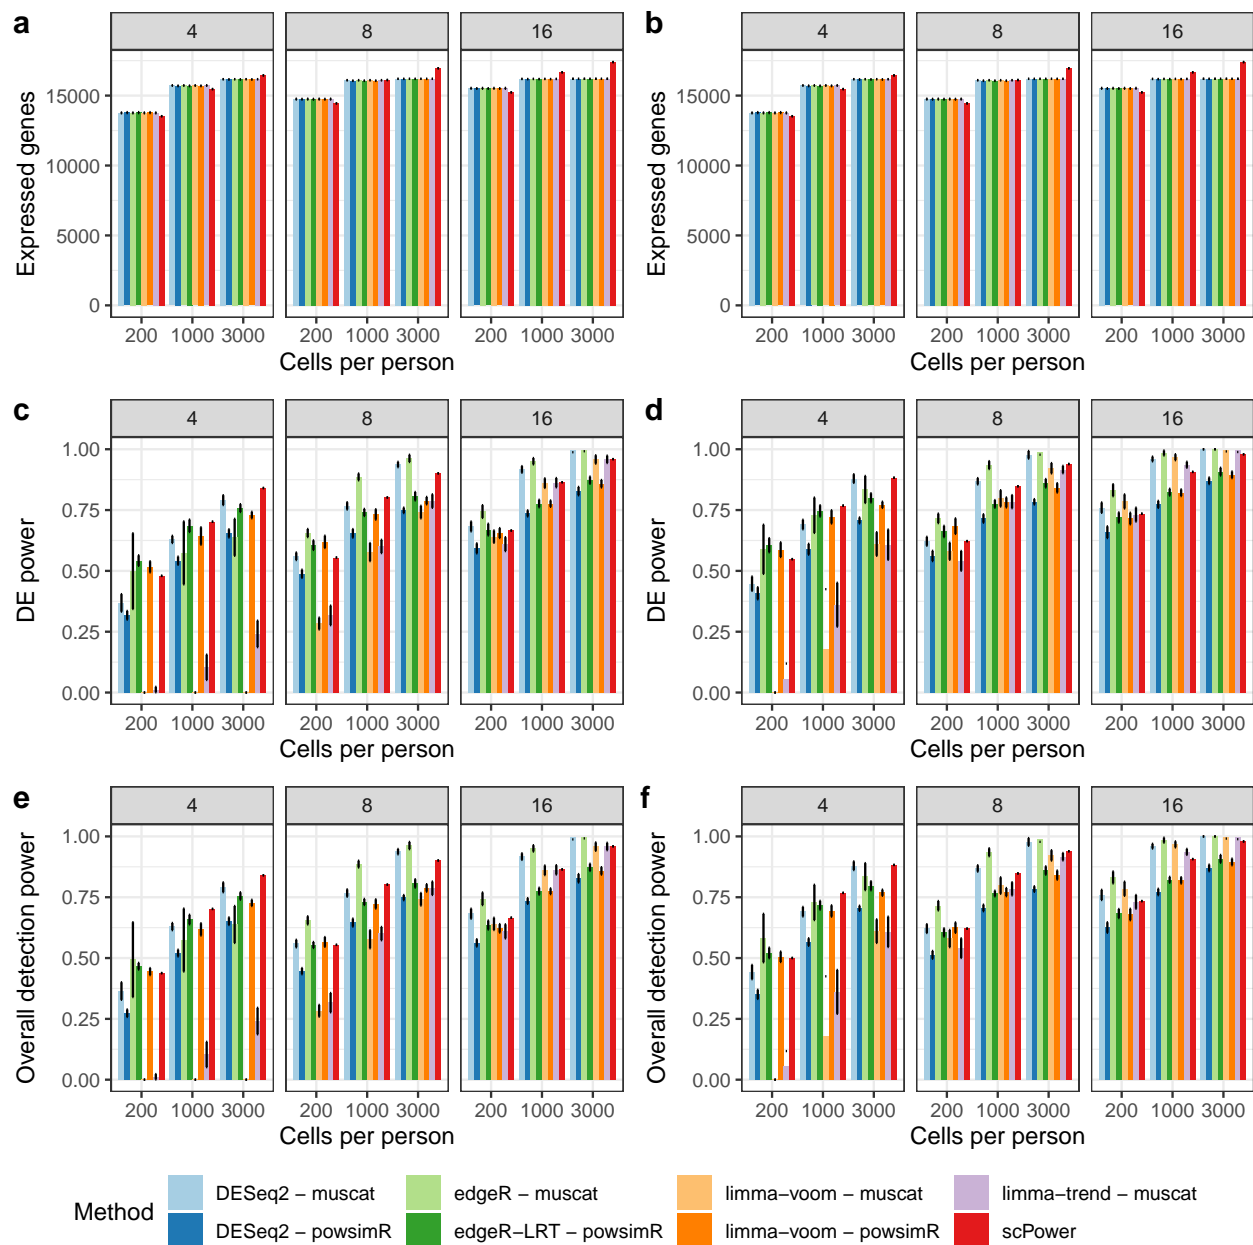 a
4
8
16
Expressed genes
15000
10000
5000
0
200 1000 3000
200 1000 3000
200 1000 3000
Cells per person
b
4
8
16
Expressed genes
15000
10000
5000
0
200 1000 3000
200 1000 3000
200 1000 3000
Cells per person
c
4
8
16
DE power
1.00
0.75
0.50
0.25
0.00
200 1000 3000
200 1000 3000
200 1000 3000
Cells per person
d
4
8
16
DE power
1.00
0.75
0.50
0.25
0.00
200 1000 3000
200 1000 3000
200 1000 3000
Cells per person
e
4
8
16
Overall detection power
1.00
0.75
0.50
0.25
0.00
200 1000 3000
200 1000 3000
200 1000 3000
Cells per person
f
4
8
16
Overall detection power
1.00
0.75
0.50
0.25
0.00
200 1000 3000
200 1000 3000
200 1000 3000
Cells per person
Method
DESeq2 − muscat
DESeq2 − powsimR
edgeR − muscat
edgeR−LRT − powsimR
limma−voom − muscat
limma−voom − powsimR
limma−trend − muscat
scPower